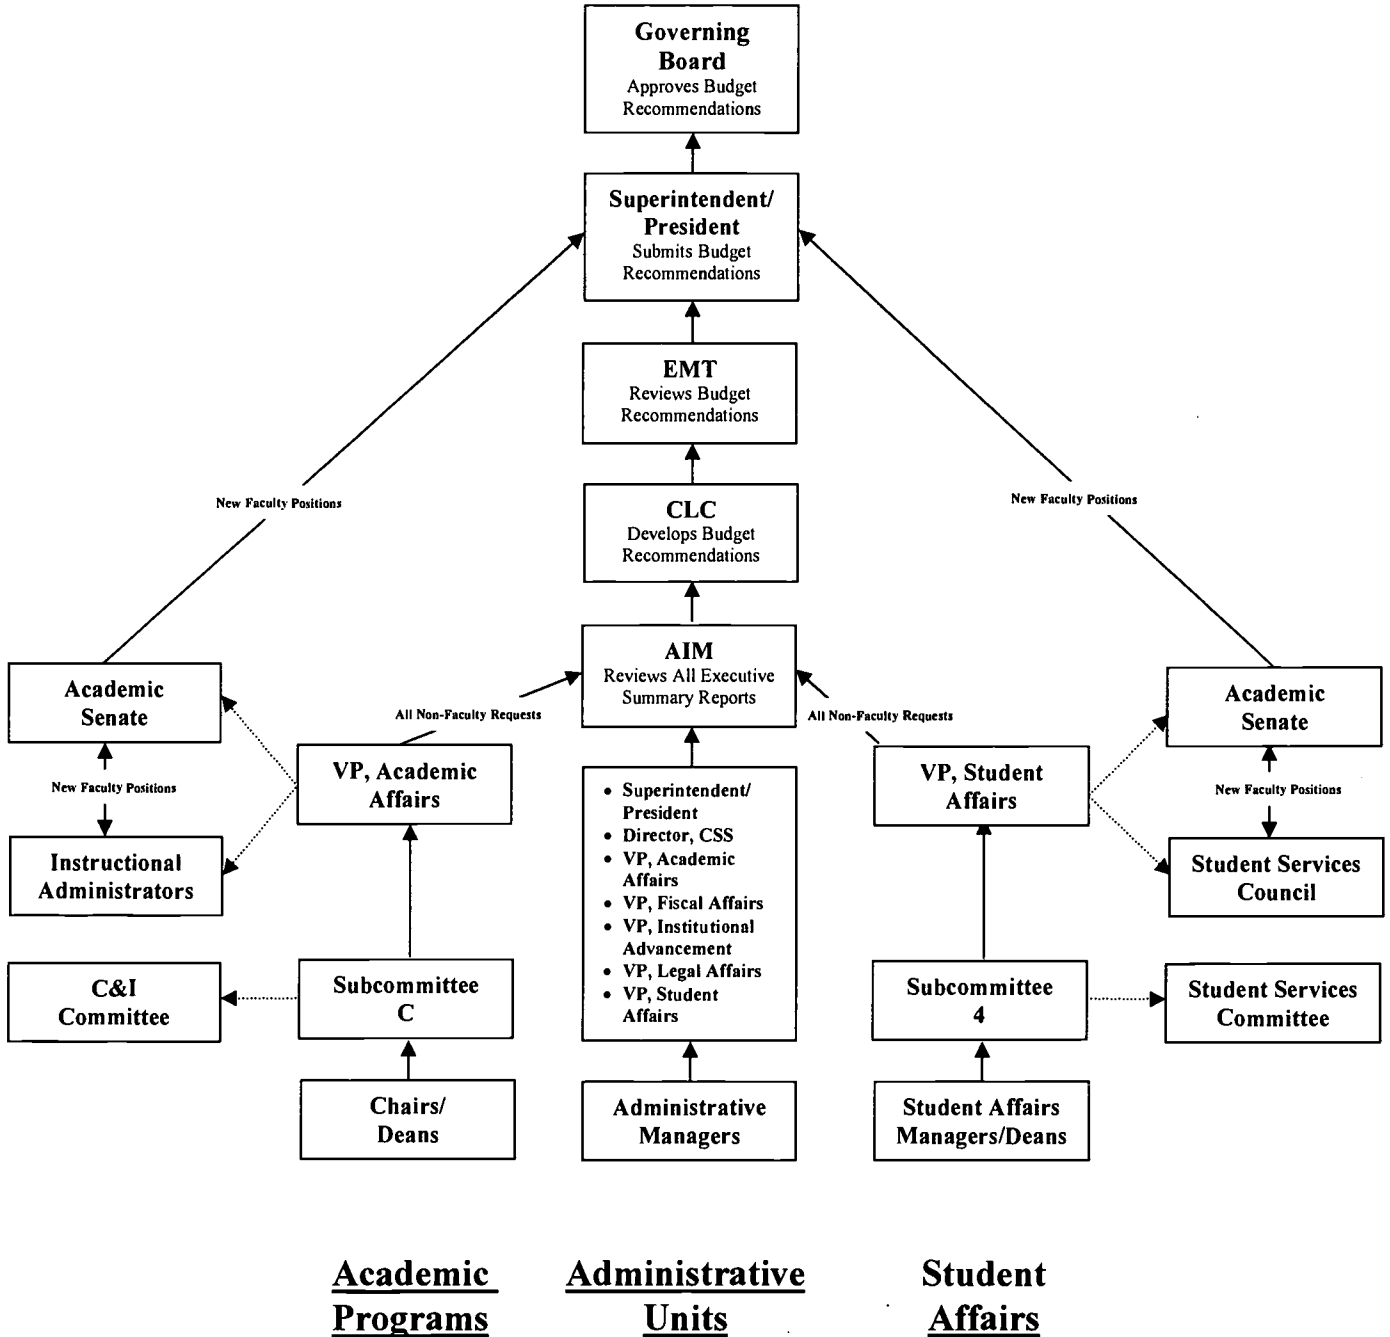 Governing
Board
Approves Budget
Recommendations
Superintendent/
President
Submits Budget
Recommendations
EMT
Reviews Budget
Recommendations
New Faculty Positions
New Faculty Positions
CLC
Develops Budget
Recommendations
AIM
Reviews All Executive
Summary Reports
Academic
Senate
All Non-Faculty Requests
All Non-Faculty Requests
Academic
Senate
New Faculty Positions
VP, Academic
Affairs
VP, Student
Affairs
New Faculty Positions
Instructional
Administrators
• Superintendent/
President
• Director, CSS
• VP, Academic
Affairs
• VP, Fiscal Affairs
• VP, Institutional
Advancement
• VP, Legal Affairs
• VP, Student
Affairs
Student Services
Council
C&I
Committee
Subcommittee
C
Subcommittee
4
Student Services
Committee
Chairs/
Deans
Administrative
Managers
Student Affairs
Managers/Deans
Academic
Programs
Administrative
Units
Student
Affairs